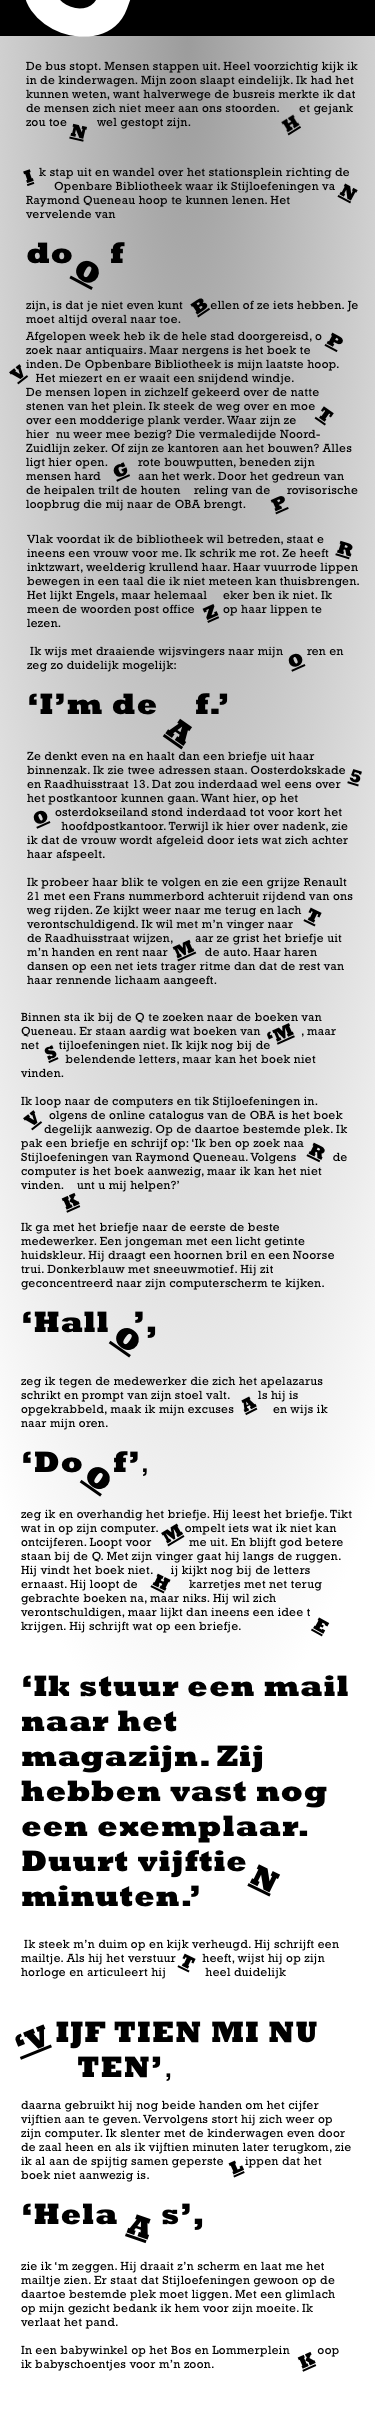 De bus stopt. Mensen stappen uit. Heel voorzichtig kijk ik
in de kinderwagen. Mijn zoon slaapt eindelijk. Ik had het
kunnen weten, want halverwege de busreis merkte ik dat
de mensen zich niet meer aan ons stoorden. Het gejank
zou toeN wel gestopt zijn.
Ik stap uit en wandel over het stationsplein richting de
Openbare Bibliotheek waar ik Stijloefeningen vaN
Raymond Queneau hoop te kunnen lenen. Het
vervelende van
doOf
zijn, is dat je niet even kunt Bellen of ze iets hebben. Je
moet altijd overal naar toe.
Afgelopen week heb ik de hele stad doorgereisd, oP
zoek naar antiquairs. Maar nergens is het boek te
Vinden. De Opbenbare Bibliotheek is mijn laatste hoop.
Het miezert en er waait een snijdend windje.
De mensen lopen in zichzelf gekeerd over de natte
stenen van het plein. Ik steek de weg over en moeT
over een modderige plank verder. Waar zijn ze
hier nu weer mee bezig? Die vermaledijde Noord-
Zuidlijn zeker. Of zijn ze kantoren aan het bouwen? Alles
ligt hier open. Grote bouwputten, beneden zijn
mensen hard aan het werk. Door het gedreun van
de heipalen trilt de houten reling van de Provisorische
loopbrug die mij naar de OBA brengt.
Vlak voordat ik de bibliotheek wil betreden, staat eR
ineens een vrouw voor me. Ik schrik me rot. Ze heeft
inktzwart, weelderig krullend haar. Haar vuurrode lippen
bewegen in een taal die ik niet meteen kan thuisbrengen.
Het lijkt Engels, maar helemaal Zeker ben ik niet. Ik
meen de woorden post office op haar lippen te
lezen.
Ik wijs met draaiende wijsvingers naar mijn Oren en
zeg zo duidelijk mogelijk:
‘I’m deAf.’
Ze denkt even na en haalt dan een briefje uit haar
binnenzak. Ik zie twee adressen staan. Oosterdokskade 5
en Raadhuisstraat 13. Dat zou inderdaad wel eens over
het postkantoor kunnen gaan. Want hier, op het
Oosterdokseiland stond inderdaad tot voor kort het
hoofdpostkantoor. Terwijl ik hier over nadenk, zie
ik dat de vrouw wordt afgeleid door iets wat zich achter
haar afspeelt.
Ik probeer haar blik te volgen en zie een grijze Renault
21 met een Frans nummerbord achteruit rijdend van ons
weg rijden. Ze kijkt weer naar me terug en lachT
verontschuldigend. Ik wil met m’n vinger naar
de Raadhuisstraat wijzen, Maar ze grist het briefje uit
m’n handen en rent naar de auto. Haar haren
dansen op een net iets trager ritme dan dat de rest van
haar rennende lichaam aangeeft.
Binnen sta ik bij de Q te zoeken naar de boeken van
Queneau. Er staan aardig wat boeken van ‘M, maar
net Stijloefeningen niet. Ik kijk nog bij de
belendende letters, maar kan het boek niet
vinden.
Ik loop naar de computers en tik Stijloefeningen in.
Volgens de online catalogus van de OBA is het boek
degelijk aanwezig. Op de daartoe bestemde plek. Ik
pak een briefje en schrijf op: ‘Ik ben op zoek naaR
Stijloefeningen van Raymond Queneau. Volgens de
computer is het boek aanwezig, maar ik kan het niet
vinden. Kunt u mij helpen?’
Ik ga met het briefje naar de eerste de beste
medewerker. Een jongeman met een licht getinte
huidskleur. Hij draagt een hoornen bril en een Noorse
trui. Donkerblauw met sneeuwmotief. Hij zit
geconcentreerd naar zijn computerscherm te kijken.
‘HallO’,
zeg ik tegen de medewerker die zich het apelazarus
schrikt en prompt van zijn stoel valt. Als hij is
opgekrabbeld, maak ik mijn excuses en wijs ik
naar mijn oren.
‘DoOf’,
zeg ik en overhandig het briefje. Hij leest het briefje. Tikt
wat in op zijn computer. Mompelt iets wat ik niet kan
ontcijferen. Loopt voor me uit. En blijft god betere
staan bij de Q. Met zijn vinger gaat hij langs de ruggen.
Hij vindt het boek niet. Hij kijkt nog bij de letters
ernaast. Hij loopt de karretjes met net terug
gebrachte boeken na, maar niks. Hij wil zich
verontschuldigen, maar lijkt dan ineens een idee tE
krijgen. Hij schrijft wat op een briefje.
‘Ik stuur een mail
naar het
magazijn. Zij
hebben vast nog
een exemplaar.
Duurt vijftieN
minuten.’
Ik steek m’n duim op en kijk verheugd. Hij schrijft een
mailtje. Als hij het verstuurT heeft, wijst hij op zijn
horloge en articuleert hij heel duidelijk
‘VIJF TIEN MI NU
TEN’,
daarna gebruikt hij nog beide handen om het cijfer
vijftien aan te geven. Vervolgens stort hij zich weer op
zijn computer. Ik slenter met de kinderwagen even door
de zaal heen en als ik vijftien minuten later terugkom, zie
ik al aan de spijtig samen geperste Lippen dat het
boek niet aanwezig is.
‘HelaAs’,
zie ik ‘m zeggen. Hij draait z’n scherm en laat me het
mailtje zien. Er staat dat Stijloefeningen gewoon op de
daartoe bestemde plek moet liggen. Met een glimlach
op mijn gezicht bedank ik hem voor zijn moeite. Ik
verlaat het pand.
In een babywinkel op het Bos en Lommerplein Koop
ik babyschoentjes voor m’n zoon.